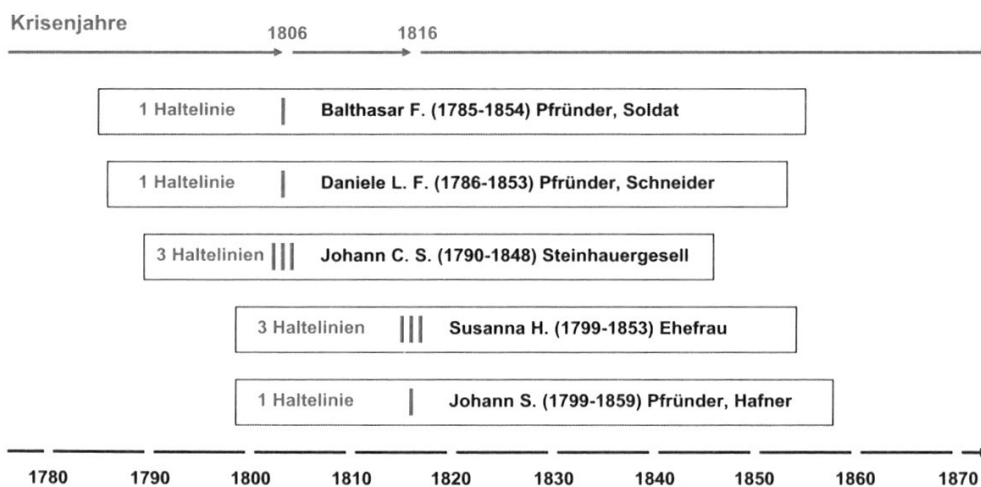 Krisenjahre
1806 1816
1 Haltelinie Balthasar F. (1785-1854) Pfründer, Soldat
1 Haltelinie Daniele L. F. (1786-1853) Pfründer, Schneider
3 Haltelinien Johann C. S. (1790-1848) Steinhauergesell
3 Haltelinien Susanna H. (1799-1853) Ehefrau
1 Haltelinie Johann S. (1799-1859) Pfründer, Hafner
1780 1790 1800 1810 1820 1830 1840 1850 1860 1870